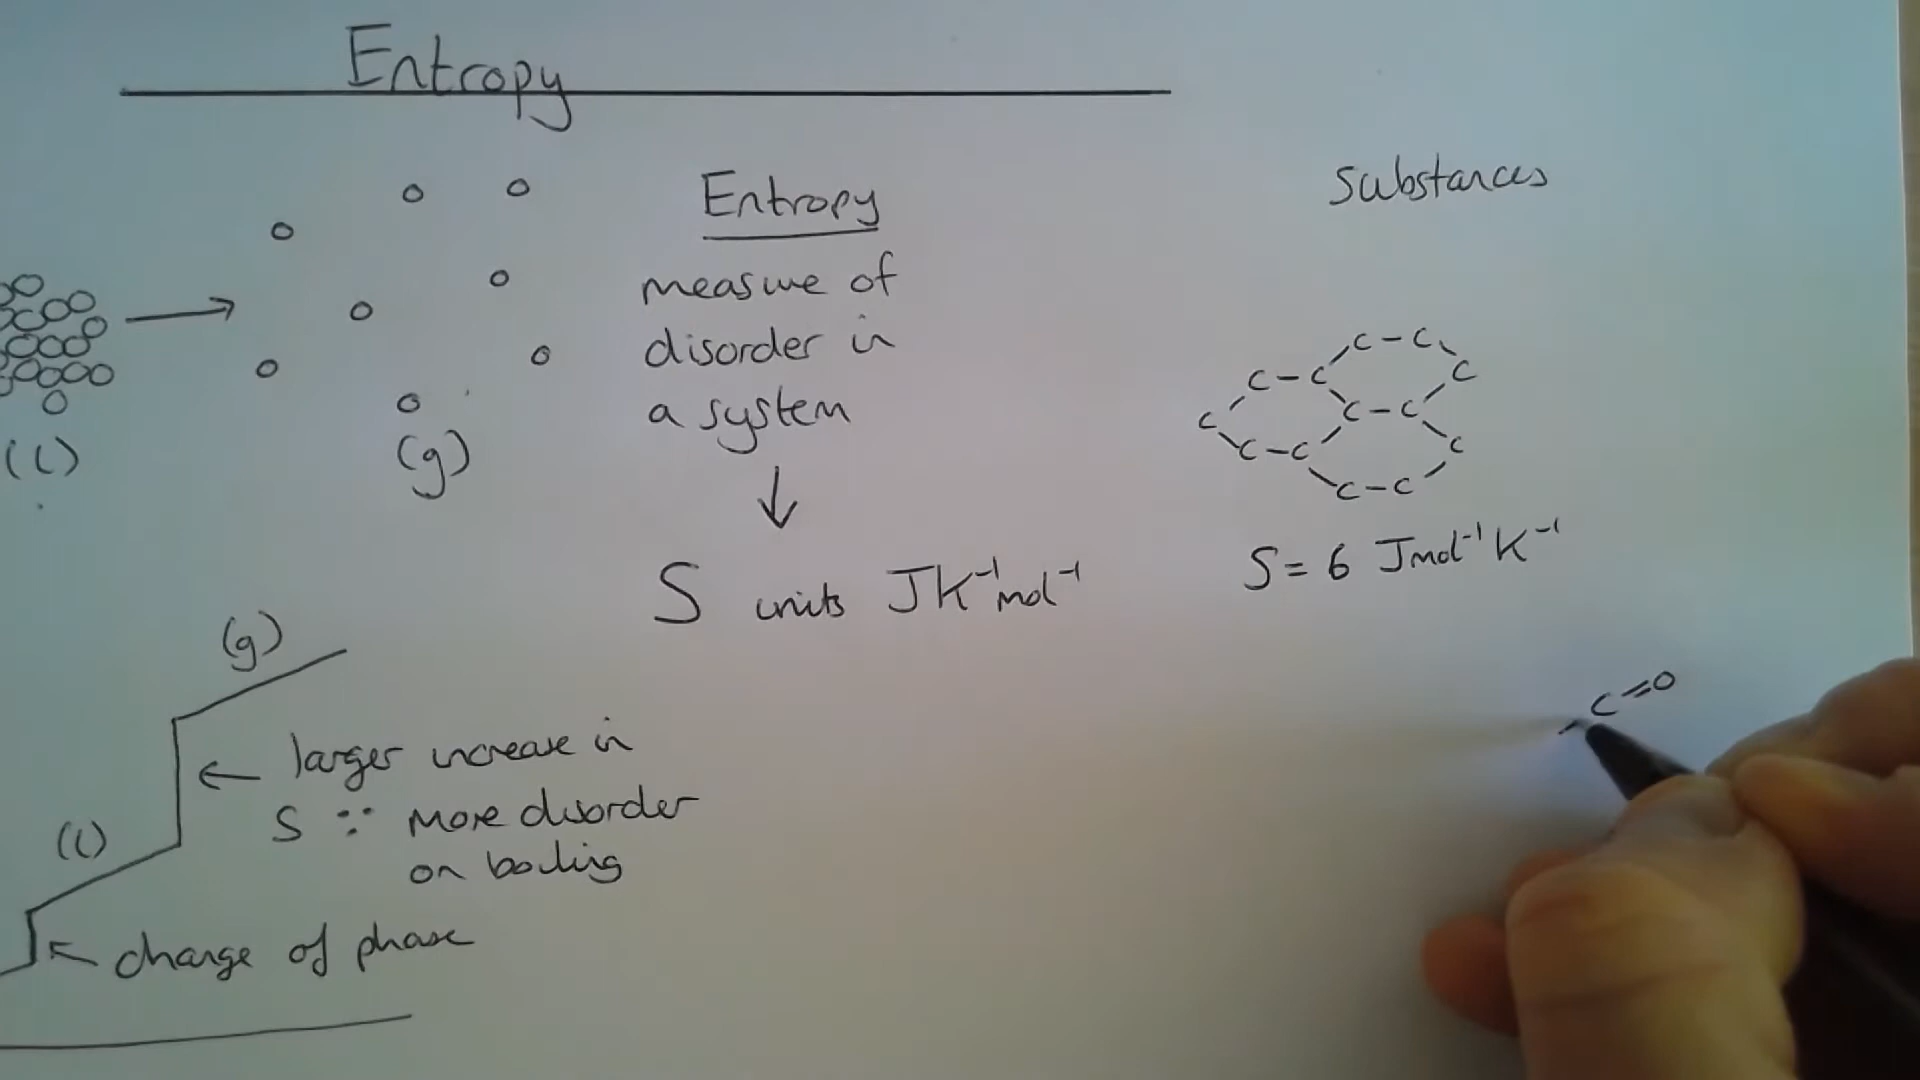 Entropy
Entropy
measure of
disorder in
a system
S units JK⁻¹mol⁻¹
(l)
(g)
(g)
larger increase in
S ∵ more disorder
on boiling
(l)
change of phase
Substances
C-C
C-C C
C C-C
C-C C
C-C
S = 6 Jmol⁻¹K⁻¹
C=O